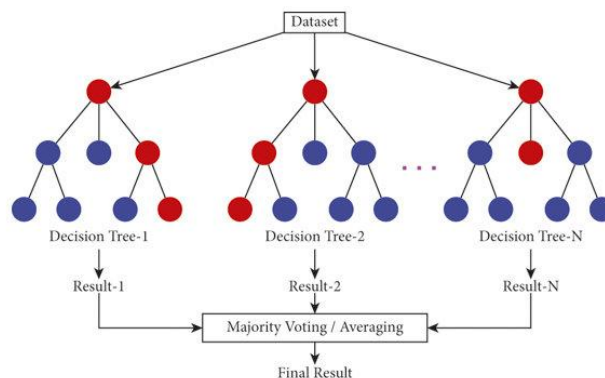 Dataset
Decision Tree-1
Decision Tree-2
Decision Tree-N
Result-1
Result-2
Result-N
Majority Voting / Averaging
Final Result